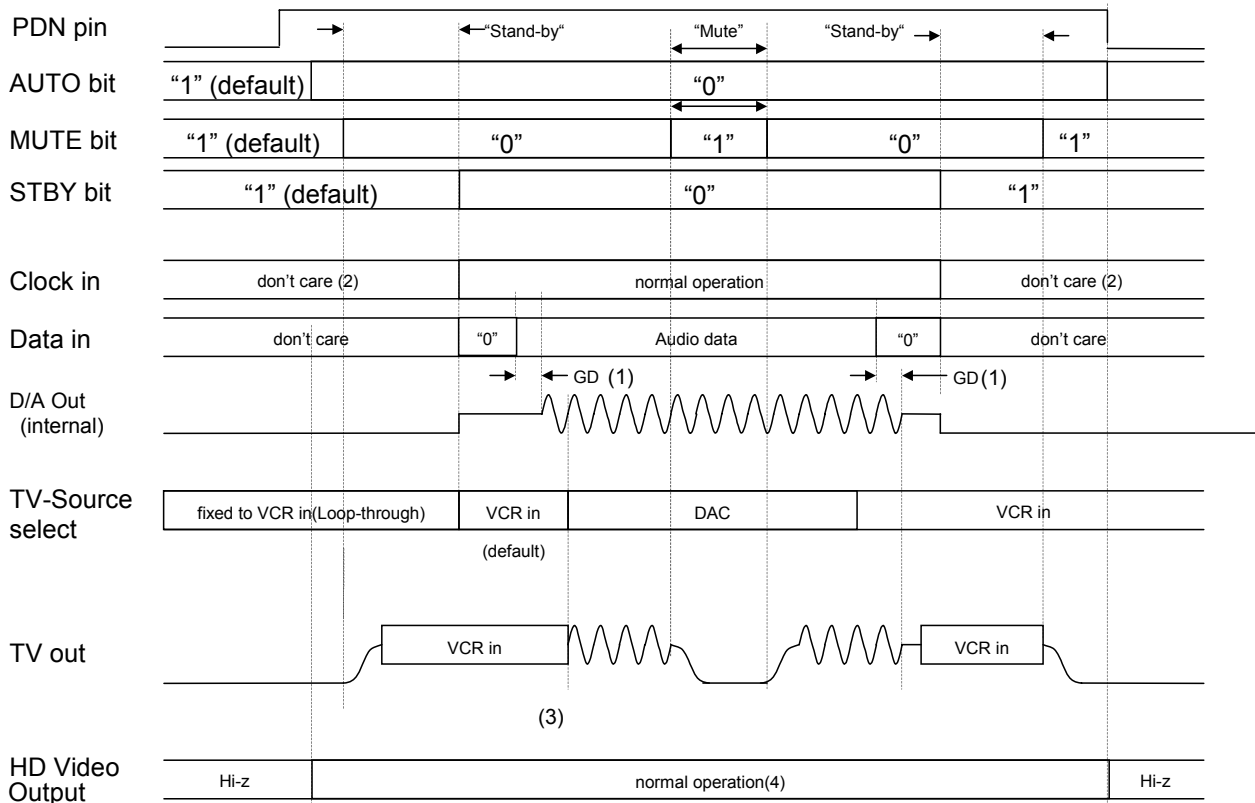 PDN pin
“Stand-by“
“Mute”
“Stand-by“
AUTO bit
“1” (default)
“0”
MUTE bit
“1” (default)
“0”
“1”
“0”
“1”
STBY bit
“1” (default)
“0”
“1”
Clock in
don’t care (2)
normal operation
don’t care (2)
Data in
don’t care
“0”
Audio data
“0”
don’t care
GD (1)
GD (1)
D/A Out
(internal)
TV-Source
select
fixed to VCR in(Loop-through)
VCR in
DAC
VCR in
(default)
TV out
VCR in
VCR in
(3)
HD Video
Output
Hi-z
normal operation(4)
Hi-z